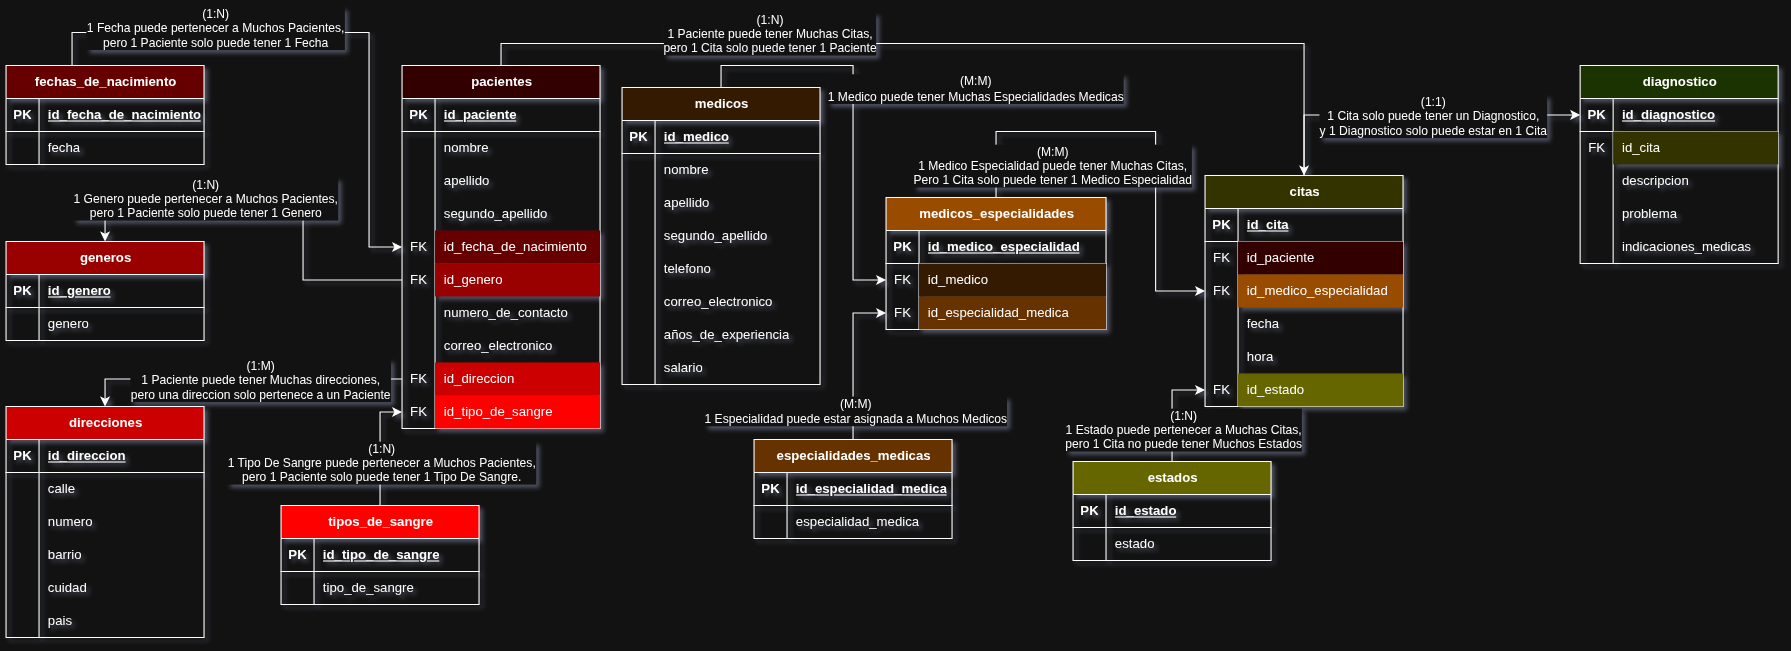 (1:N)
1 Fecha puede pertenecer a Muchos Pacientes,
pero 1 Paciente solo puede tener 1 Fecha
fechas_de_nacimiento
PK id_fecha_de_nacimiento
fecha
(1:N)
1 Genero puede pertenecer a Muchos Pacientes,
pero 1 Paciente solo puede tener 1 Genero
generos
PK id_genero
genero
(1:M)
1 Paciente puede tener Muchas direcciones,
pero una direccion solo pertenece a un Paciente
direcciones
PK id_direccion
calle
numero
barrio
cuidad
pais
(1:N)
1 Tipo De Sangre puede pertenecer a Muchos Pacientes,
pero 1 Paciente solo puede tener 1 Tipo De Sangre.
tipos_de_sangre
PK id_tipo_de_sangre
tipo_de_sangre
pacientes
PK id_paciente
nombre
apellido
segundo_apellido
FK id_fecha_de_nacimiento
FK id_genero
numero_de_contacto
correo_electronico
FK id_direccion
FK id_tipo_de_sangre
(1:N)
1 Paciente puede tener Muchas Citas,
pero 1 Cita solo puede tener 1 Paciente
medicos
PK id_medico
nombre
apellido
segundo_apellido
telefono
correo_electronico
años_de_experiencia
salario
(M:M)
1 Medico puede tener Muchas Especialidades Medicas
(M:M)
1 Medico Especialidad puede tener Muchas Citas,
Pero 1 Cita solo puede tener 1 Medico Especialidad
medicos_especialidades
PK id_medico_especialidad
FK id_medico
FK id_especialidad_medica
(M:M)
1 Especialidad puede estar asignada a Muchos Medicos
especialidades_medicas
PK id_especialidad_medica
especialidad_medica
citas
PK id_cita
FK id_paciente
FK id_medico_especialidad
fecha
hora
FK id_estado
(1:N)
1 Estado puede pertenecer a Muchas Citas,
pero 1 Cita no puede tener Muchos Estados
estados
PK id_estado
estado
(1:1)
1 Cita solo puede tener un Diagnostico,
y 1 Diagnostico solo puede estar en 1 Cita
diagnostico
PK id_diagnostico
FK id_cita
descripcion
problema
indicaciones_medicas